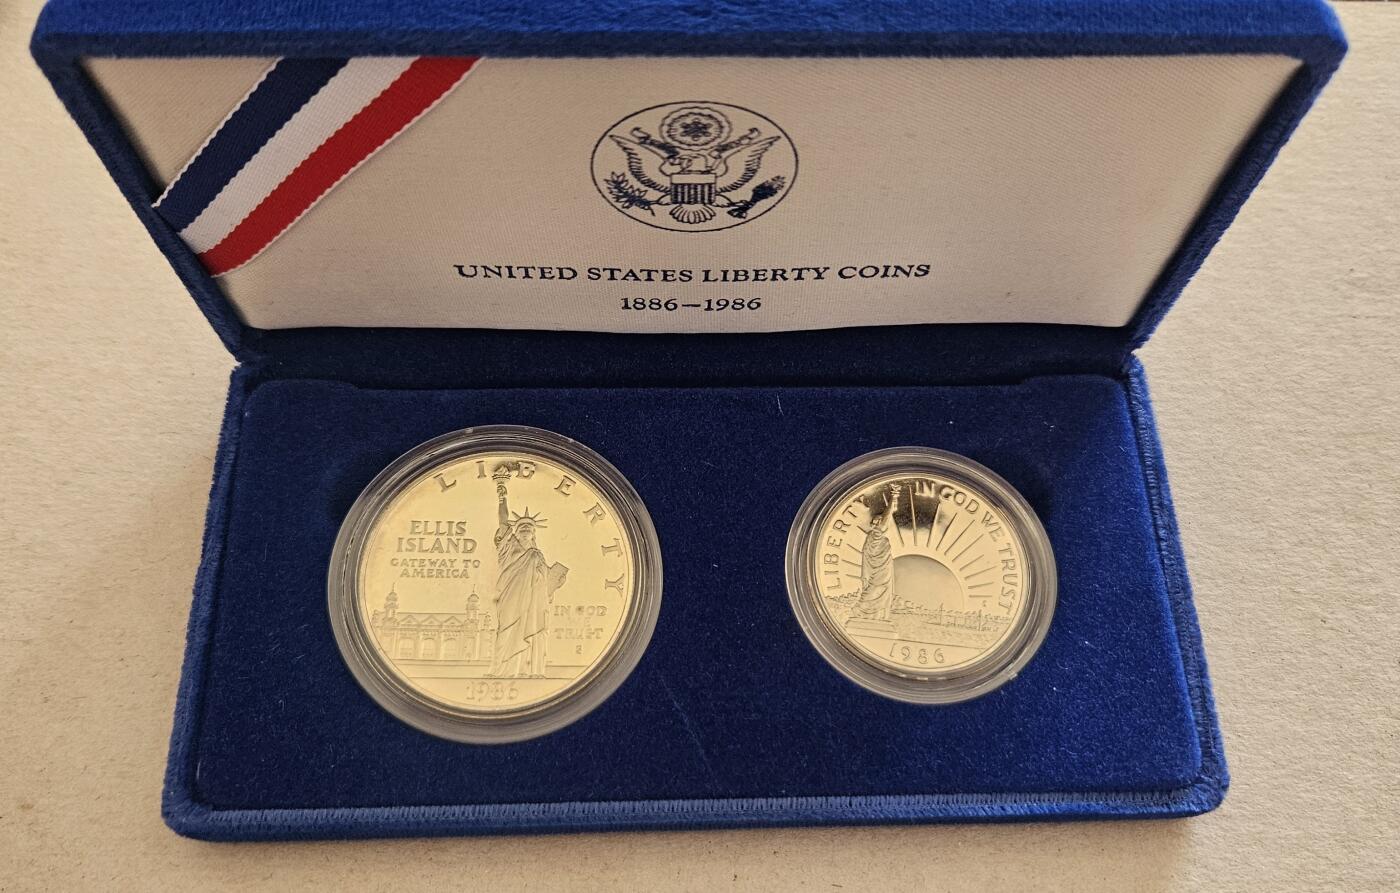 UNITED STATES LIBERTY COINS
1886–1986
LIBERTY
ELLIS
ISLAND
GATEWAY TO
AMERICA
IN GOD
WE
TRUST
S
1986
LIBERTY
IN GOD WE TRUST
S
1986